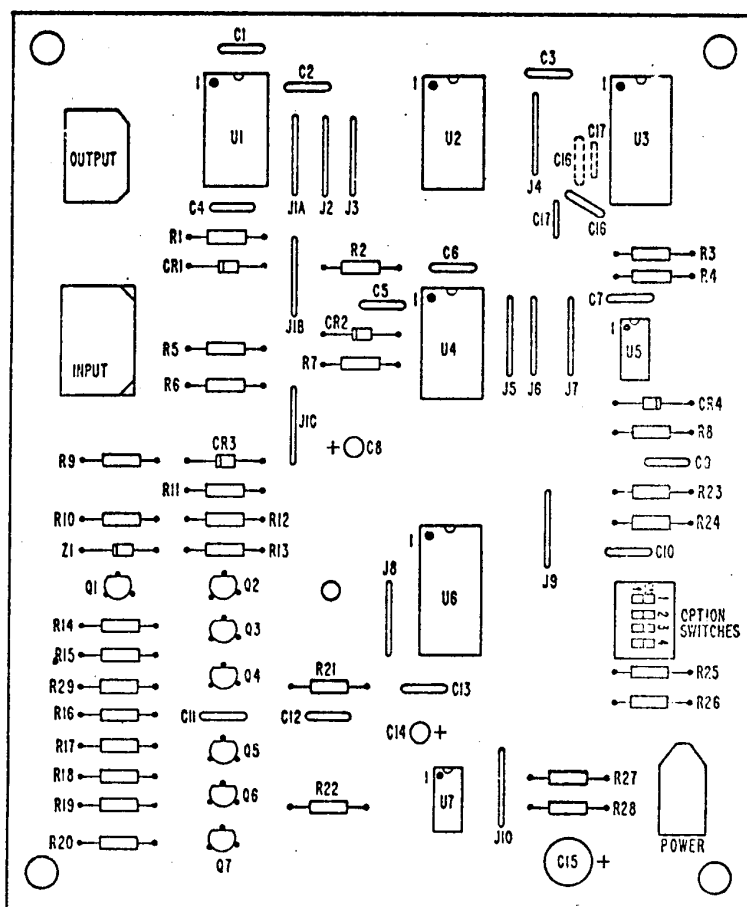 C1
C2
C3
1
U1
1
U2
1
U3
OUTPUT
C16
C17
J4
C4
J1A
J2
J3
C17
C16
R1
R2
C6
R3
CR1
R4
C5
C7
J1B
CR2
1
U4
1
U5
INPUT
R5
R7
R6
J5
J6
J7
CR4
J1C
R8
CR3
+
C8
R9
C9
R11
R23
R10
R12
R24
Z1
R13
J9
C10
1
Q1
Q2
J8
U6
1
2
3
4
OPTION
SWITCHES
R14
Q3
R15
Q4
R21
R25
R29
C13
R26
R16
C11
C12
C14
+
R17
Q5
R18
Q6
1
U7
R27
R19
R22
R28
R20
J10
POWER
Q7
C15
+